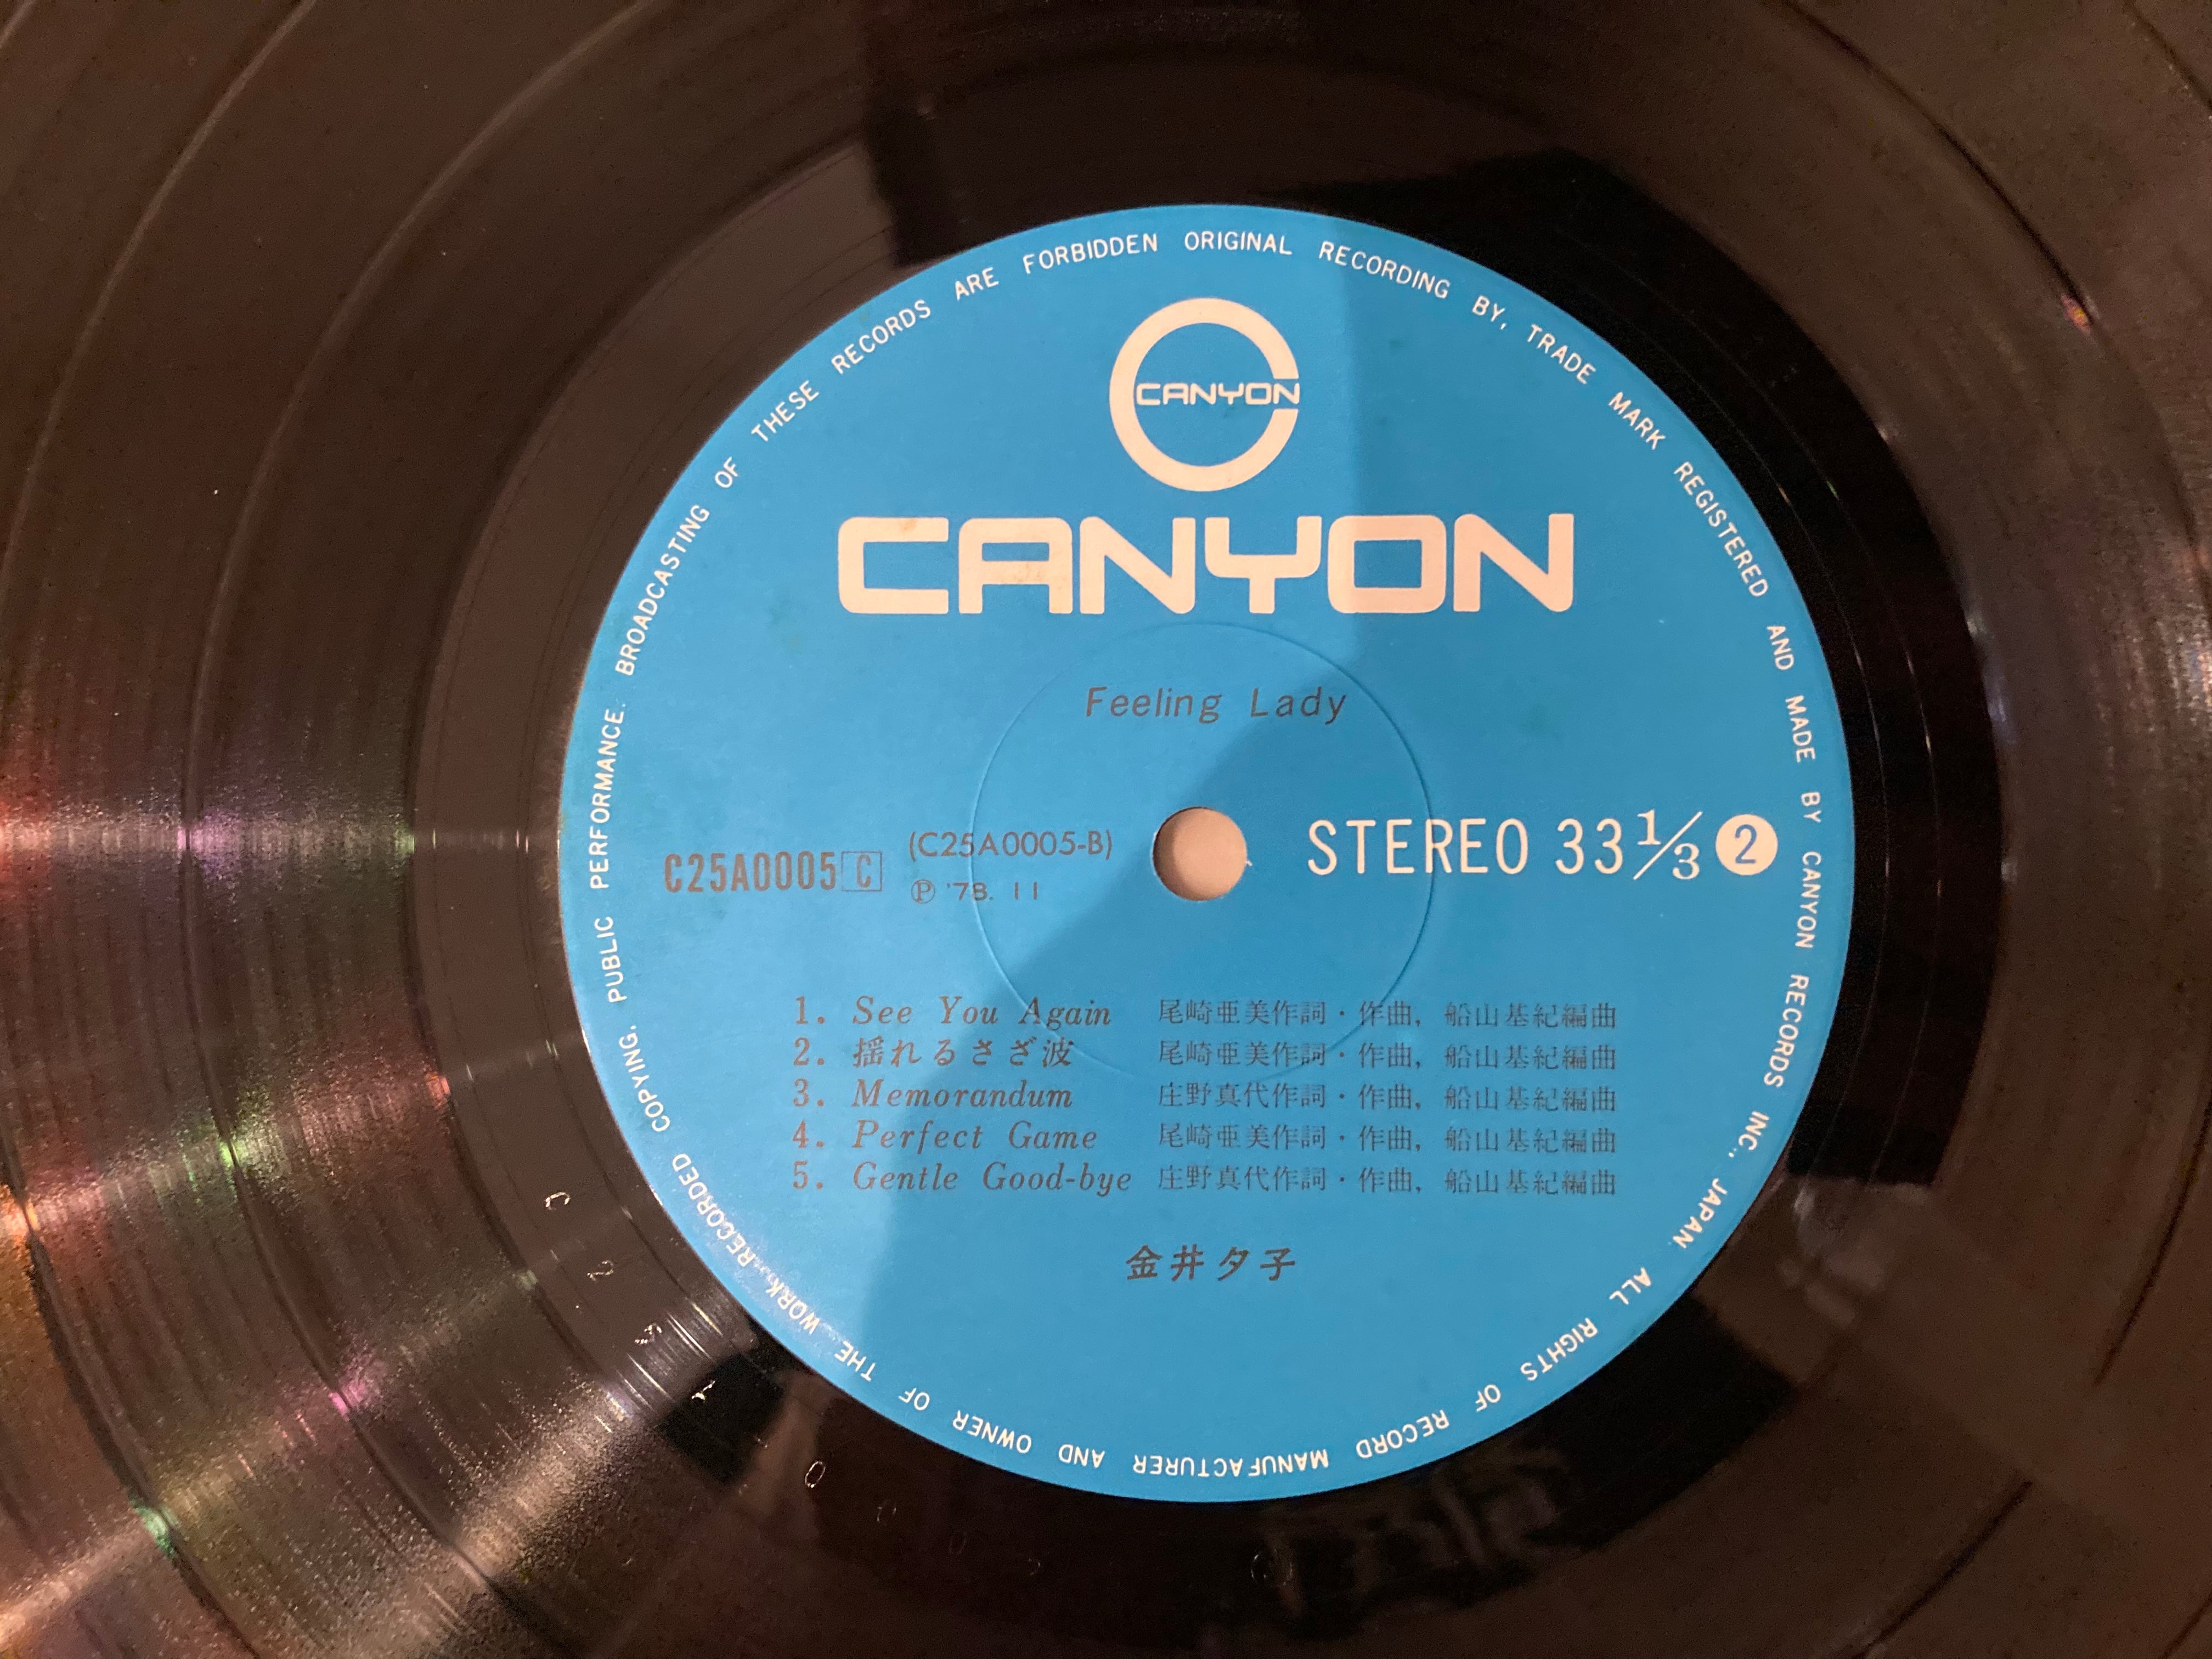 CANYON
CANYON
Feeling Lady
C25A0005 C
(C25A0005-B)
Ⓟ '78. 11
STEREO 33 1/3 2
1. See You Again 尾崎亜美作詞・作曲, 船山基紀編曲
2. 揺れるさざ波 尾崎亜美作詞・作曲, 船山基紀編曲
3. Memorandum 庄野真代作詞・作曲, 船山基紀編曲
4. Perfect Game 尾崎亜美作詞・作曲, 船山基紀編曲
5. Gentle Good-bye 庄野真代作詞・作曲, 船山基紀編曲
金井夕子
ALL RIGHTS OF RECORD MANUFACTURER AND OWNER OF THE WORK. RECORDED COPYING. PUBLIC PERFORMANCE. BROADCASTING OF THESE RECORDS ARE FORBIDDEN ORIGINAL RECORDING BY, TRADE MARK REGISTERED AND MADE BY CANYON RECORDS INC., JAPAN